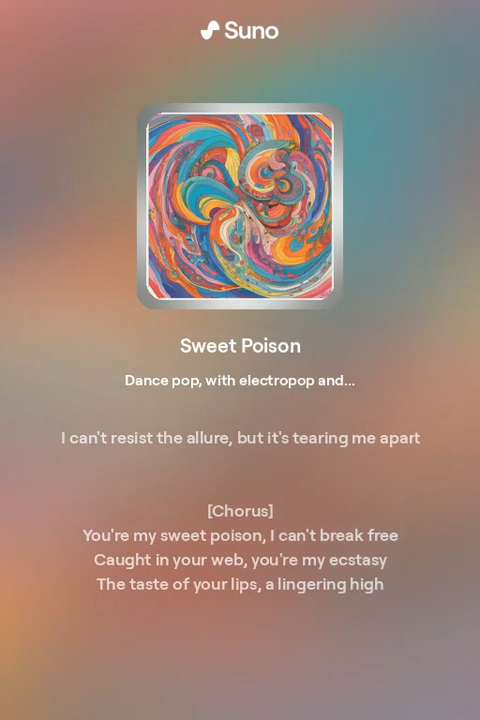 Suno
Sweet Poison
Dance pop, with electropop and...
I can't resist the allure, but it's tearing me apart
[Chorus]
You're my sweet poison, I can't break free
Caught in your web, you're my ecstasy
The taste of your lips, a lingering high